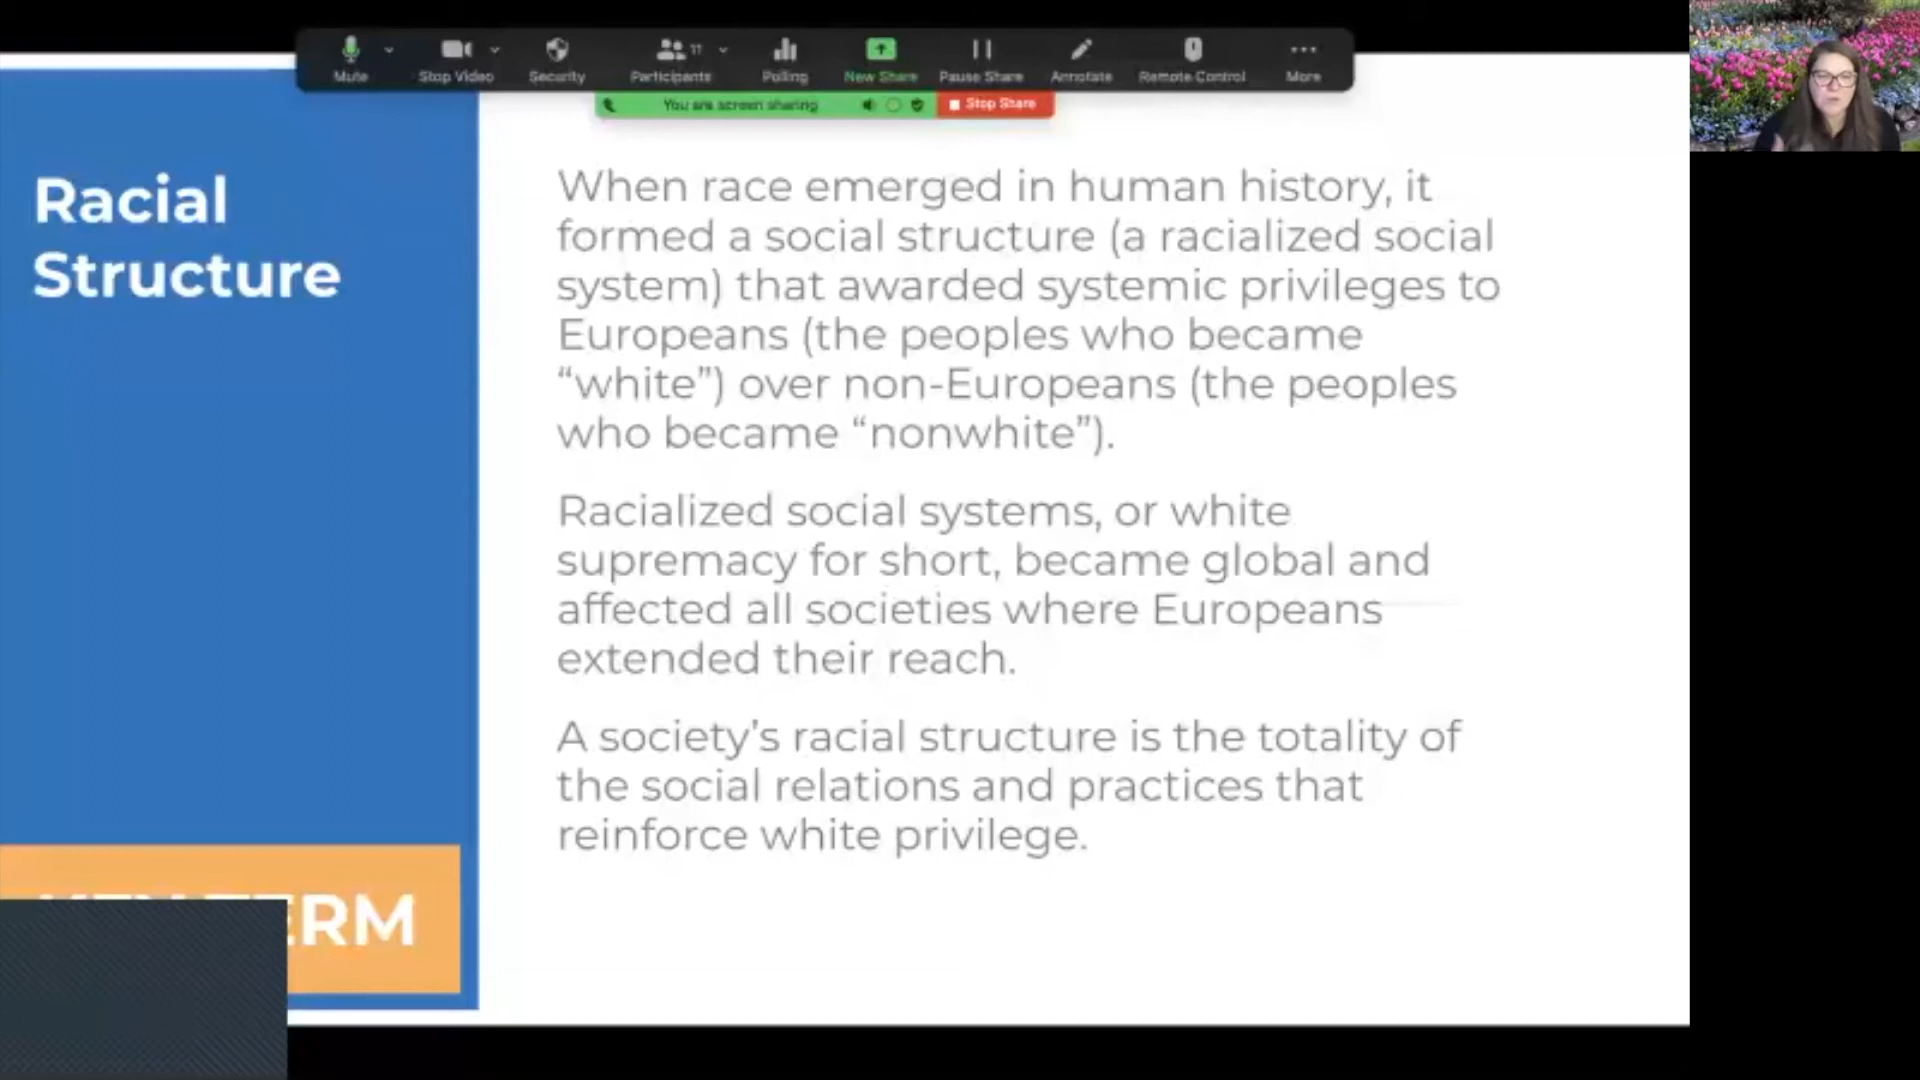 Mute
Stop Video
Security
Participants
11
Polling
New Share
Pause Share
Annotate
Remote Control
More
You are screen sharing
Stop Share
Racial
Structure
When race emerged in human history, it
formed a social structure (a racialized social
system) that awarded systemic privileges to
Europeans (the peoples who became
“white”) over non-Europeans (the peoples
who became “nonwhite”).
Racialized social systems, or white
supremacy for short, became global and
affected all societies where Europeans
extended their reach.
A society’s racial structure is the totality of
the social relations and practices that
reinforce white privilege.
KEY TERM